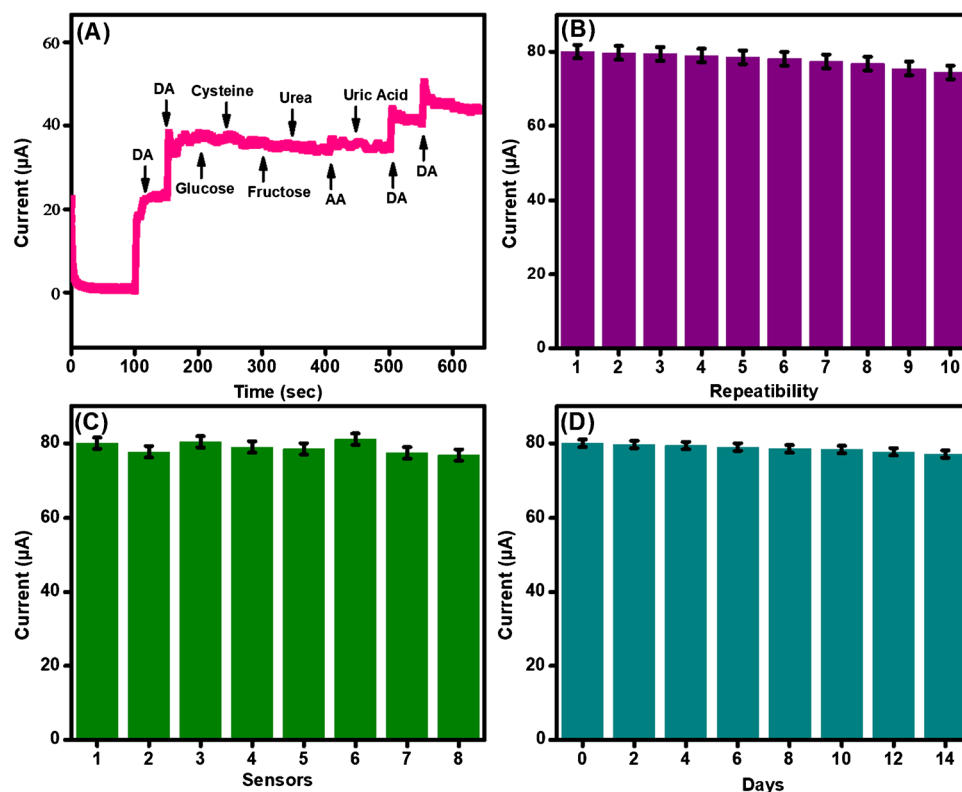 (A)
Current (µA)
60
40
20
0
DA
DA
Cysteine
Urea
Uric Acid
Glucose
Fructose
AA
DA
DA
0 100 200 300 400 500 600
Time (sec)
(B)
Current (µA)
80
60
40
20
0
1 2 3 4 5 6 7 8 9 10
Repeatibility
(C)
Current (µA)
80
60
40
20
0
1 2 3 4 5 6 7 8
Sensors
(D)
Current (µA)
80
60
40
20
0
0 2 4 6 8 10 12 14
Days